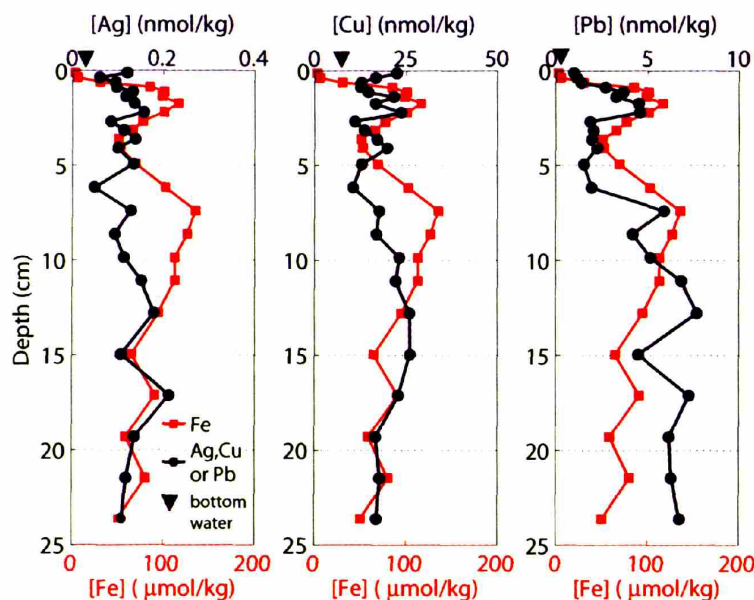 [Ag] (nmol/kg) [Cu] (nmol/kg) [Pb] (nmol/kg)
0 0.2 0.4 0 25 50 0 5 10
0
5
10
15
20
25
Depth (cm)
Fe
Ag,Cu
or Pb
bottom
water
0
5
10
15
20
25
0
5
10
15
20
25
0 100 200 0 100 200 0 100 200
[Fe] ( μmol/kg) [Fe] ( μmol/kg) [Fe] ( μmol/kg)